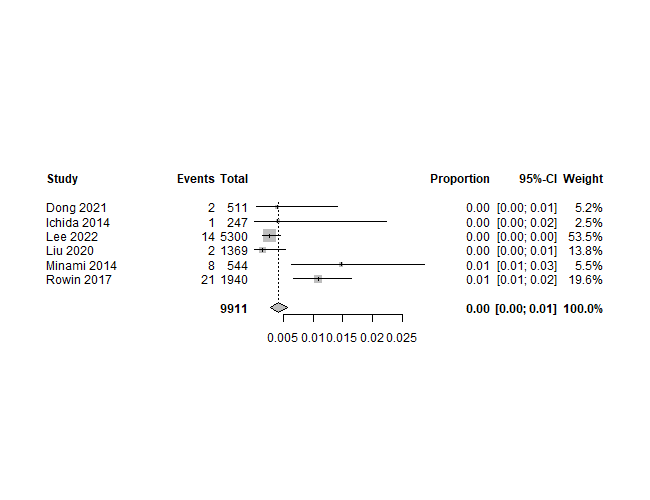 Study Events Total Proportion 95%-CI Weight
Dong 2021 2 511 0.00 [0.00; 0.01] 5.2%
Ichida 2014 1 247 0.00 [0.00; 0.02] 2.5%
Lee 2022 14 5300 0.00 [0.00; 0.00] 53.5%
Liu 2020 2 1369 0.00 [0.00; 0.01] 13.8%
Minami 2014 8 544 0.01 [0.01; 0.03] 5.5%
Rowin 2017 21 1940 0.01 [0.01; 0.02] 19.6%
9911 0.00 [0.00; 0.01] 100.0%
0.005 0.01 0.015 0.02 0.025